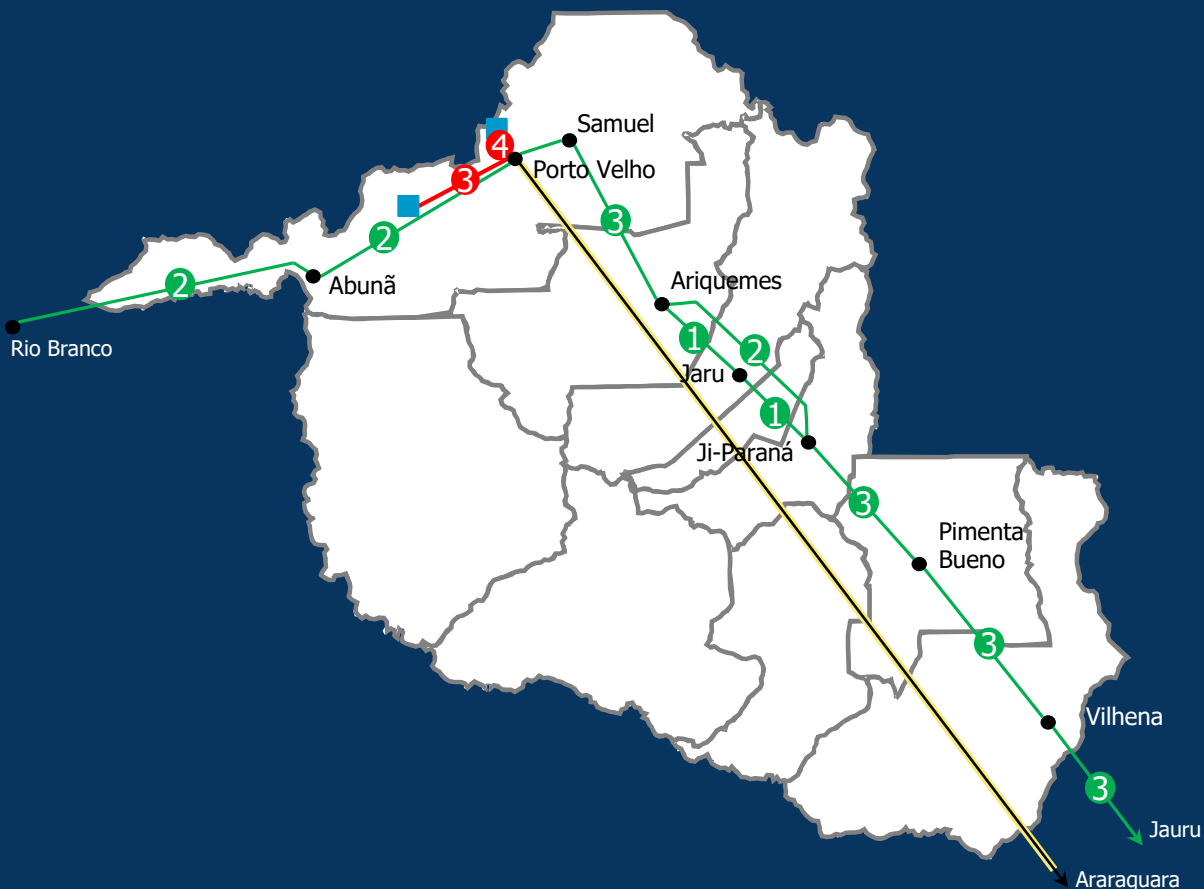 Samuel
4
Porto Velho
3
3
2
Abunã
2
Ariquemes
Rio Branco
1
2
Jaru
1
Ji-Paraná
3
Pimenta
Bueno
3
Vilhena
3
Jauru
Araraquara